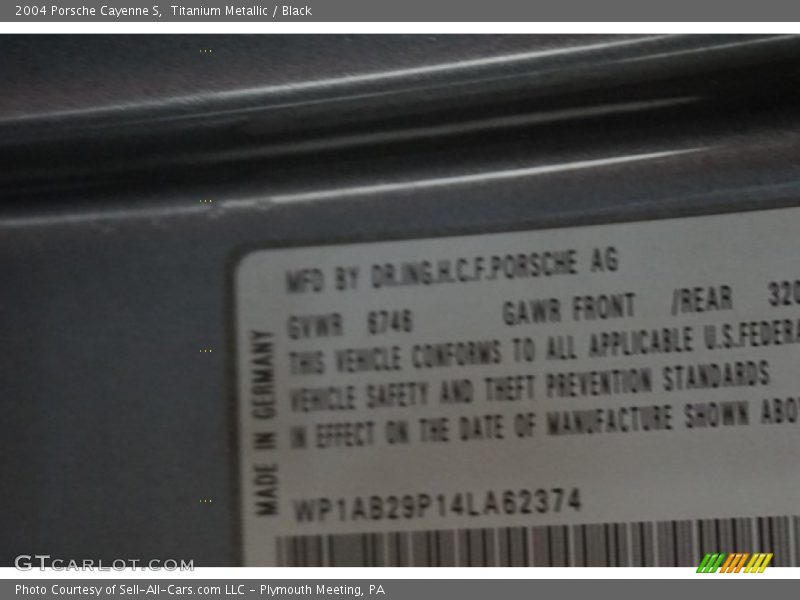 2004 Porsche Cayenne S,  Titanium Metallic / Black
MFD BY DR.ING.H.C.F.PORSCHE AG
GVWR 6746 GAWR FRONT /REAR 320
THIS VEHICLE CONFORMS TO ALL APPLICABLE U.S.FEDERA
VEHICLE SAFETY AND THEFT PREVENTION STANDARDS
IN EFFECT ON THE DATE OF MANUFACTURE SHOWN ABO
MADE IN GERMANY
WP1AB29P14LA62374
GTCARLOT.COM
Photo Courtesy of Sell-All-Cars.com LLC - Plymouth Meeting, PA